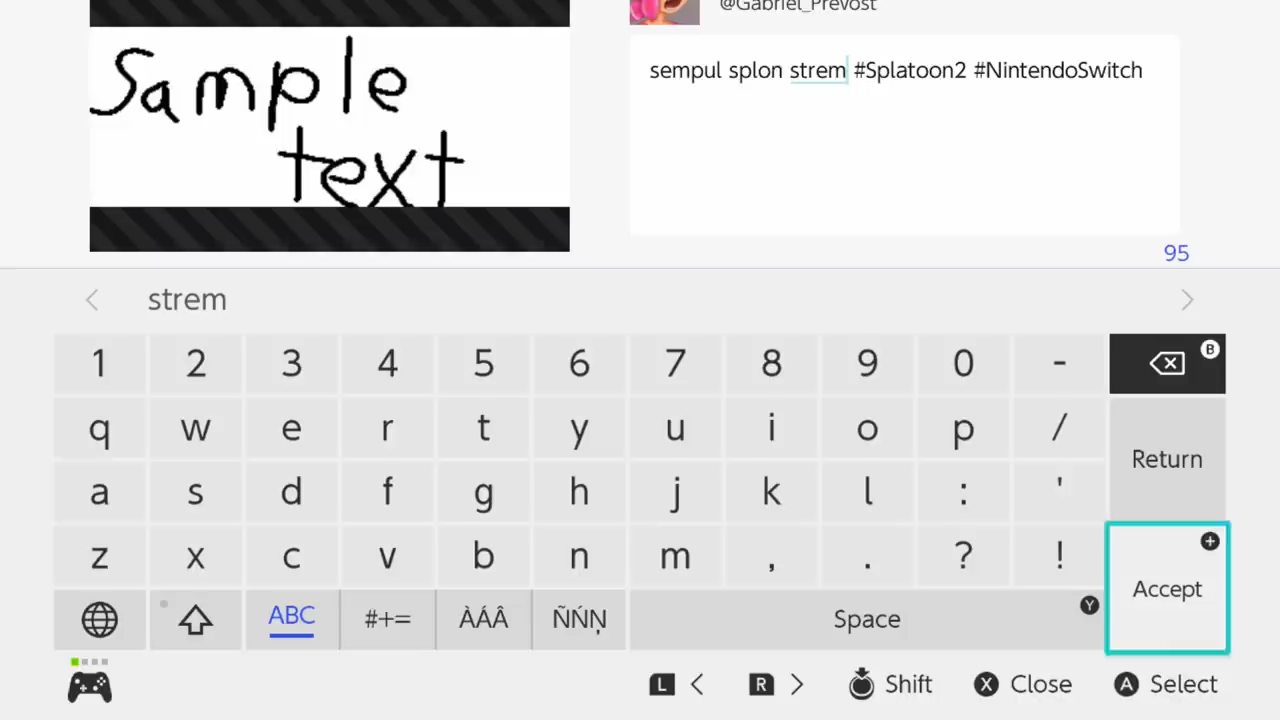 @Gabriel_Prevost
Sample
text
sempul splon strem #Splatoon2 #NintendoSwitch
95
strem
1 2 3 4 5 6 7 8 9 0 - B
q w e r t y u i o p /
Return
a s d f g h j k l : '
z x c v b n m , . ? !
+
Accept
ABC #+= ÀÁÂ ÑŃŅ Space Y
L R Shift X Close A Select